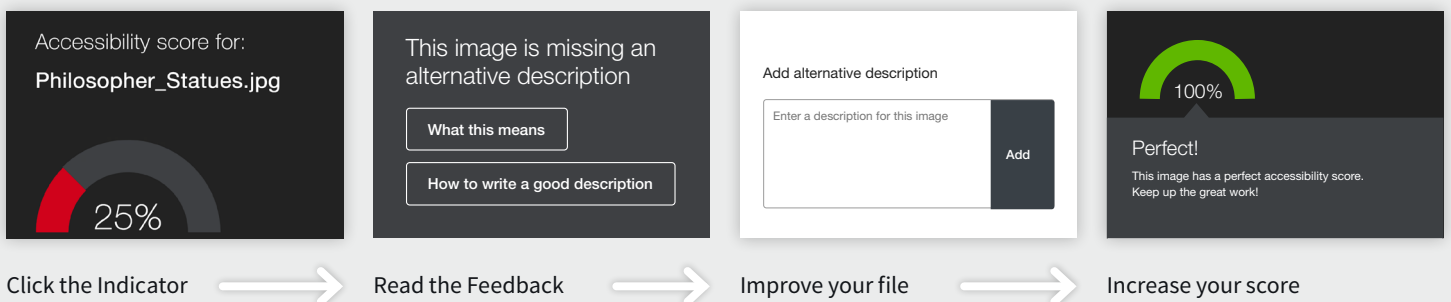 Accessibility score for:
Philosopher_Statues.jpg
25%
Click the Indicator
This image is missing an
alternative description
What this means
How to write a good description
Read the Feedback
Add alternative description
Enter a description for this image
Add
Improve your file
100%
Perfect!
This image has a perfect accessibility score.
Keep up the great work!
Increase your score